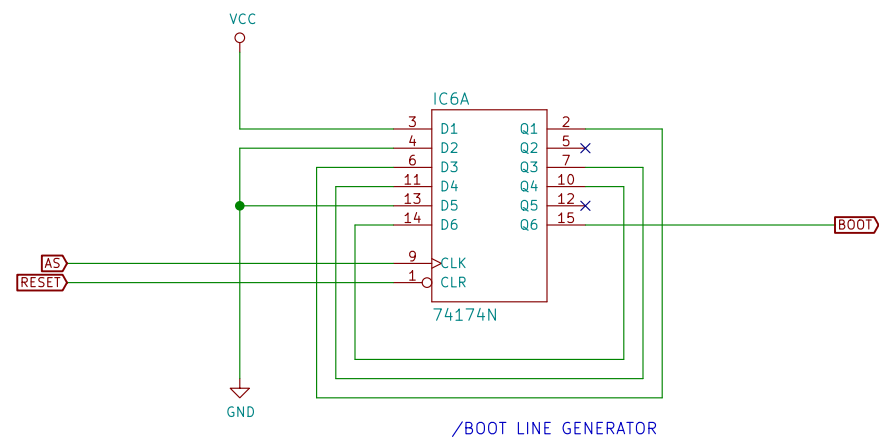 VCC
IC6A
3 D1 Q1 2
4 D2 Q2 5
6 D3 Q3 7
11 D4 Q4 10
13 D5 Q5 12
14 D6 Q6 15
BOOT
AS 9 CLK
RESET 1 CLR
74174N
GND
/BOOT LINE GENERATOR